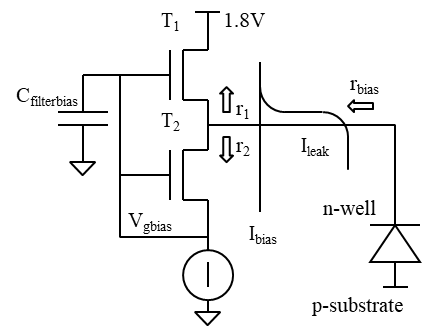 T1
1.8V
Cfilterbias
rbias
r1
T2
r2
Ileak
n-well
Vgbias
Ibias
I
p-substrate